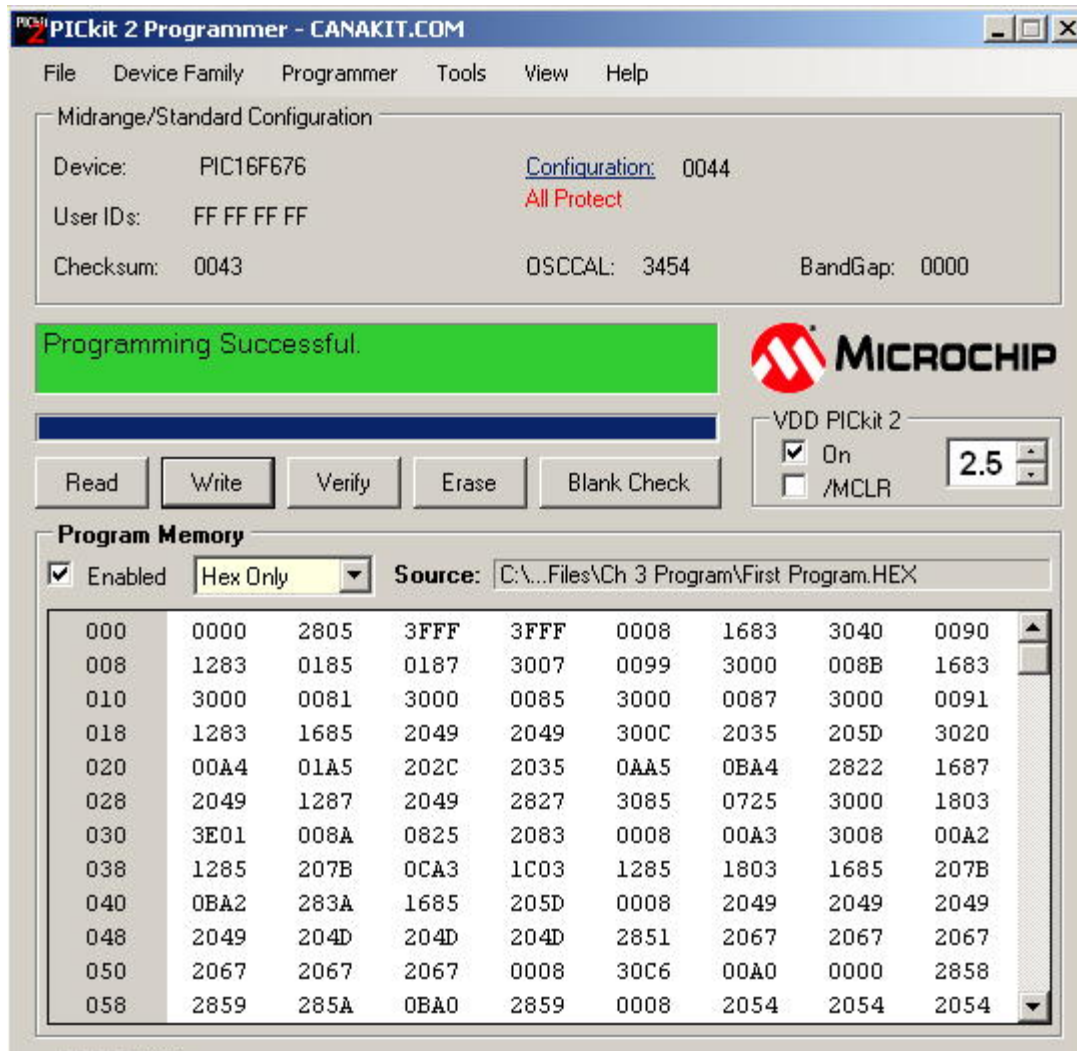 PICkit 2 Programmer - CANAKIT.COM
File Device Family Programmer Tools View Help
Midrange/Standard Configuration
Device: PIC16F676 Configuration: 0044
All Protect
User IDs: FF FF FF FF
Checksum: 0043 OSCCAL: 3454 BandGap: 0000
Programming Successful.
MICROCHIP
VDD PICkit 2
On 2.5
/MCLR
Read Write Verify Erase Blank Check
Program Memory
Enabled Hex Only Source: C:\...Files\Ch 3 Program\First Program.HEX
000 0000 2805 3FFF 3FFF 0008 1683 3040 0090
008 1283 0185 0187 3007 0099 3000 008B 1683
010 3000 0081 3000 0085 3000 0087 3000 0091
018 1283 1685 2049 2049 300C 2035 205D 3020
020 00A4 01A5 202C 2035 0AA5 0BA4 2822 1687
028 2049 1287 2049 2827 3085 0725 3000 1803
030 3E01 008A 0825 2083 0008 00A3 3008 00A2
038 1285 207B 0CA3 1C03 1285 1803 1685 207B
040 0BA2 283A 1685 205D 0008 2049 2049 2049
048 2049 204D 204D 204D 2851 2067 2067 2067
050 2067 2067 2067 0008 30C6 00A0 0000 2858
058 2859 285A 0BA0 2859 0008 2054 2054 2054